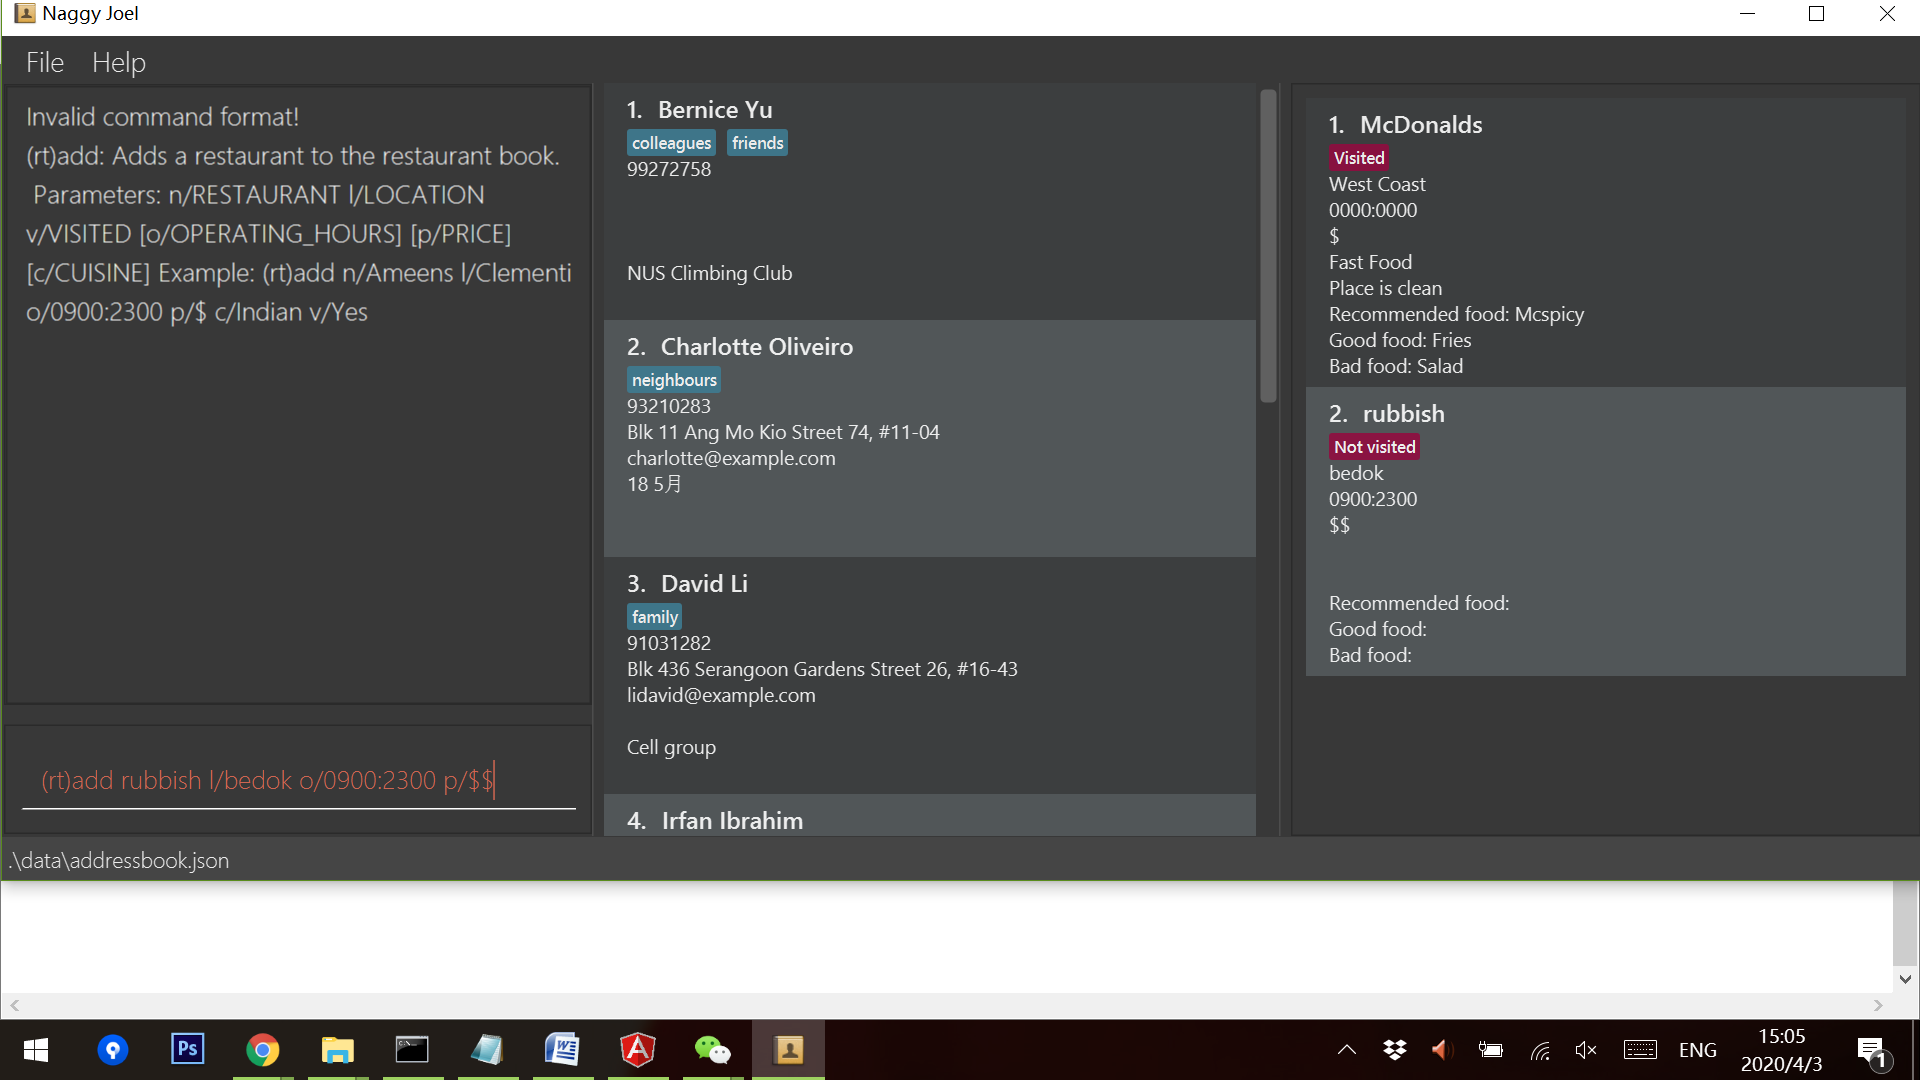 Naggy Joel
File Help
Invalid command format!
(rt)add: Adds a restaurant to the restaurant book.
Parameters: n/RESTAURANT l/LOCATION
v/VISITED [o/OPERATING_HOURS] [p/PRICE]
[c/CUISINE] Example: (rt)add n/Ameens l/Clementi
o/0900:2300 p/$ c/Indian v/Yes
(rt)add rubbish l/bedok o/0900:2300 p/$$
1. Bernice Yu
colleagues friends
99272758
NUS Climbing Club
2. Charlotte Oliveiro
neighbours
93210283
Blk 11 Ang Mo Kio Street 74, #11-04
charlotte@example.com
18 5月
3. David Li
family
91031282
Blk 436 Serangoon Gardens Street 26, #16-43
lidavid@example.com
Cell group
4. Irfan Ibrahim
1. McDonalds
Visited
West Coast
0000:0000
$
Fast Food
Place is clean
Recommended food: Mcspicy
Good food: Fries
Bad food: Salad
2. rubbish
Not visited
bedok
0900:2300
$$
Recommended food:
Good food:
Bad food:
.\data\addressbook.json
Ps
ENG
15:05
2020/4/3
1